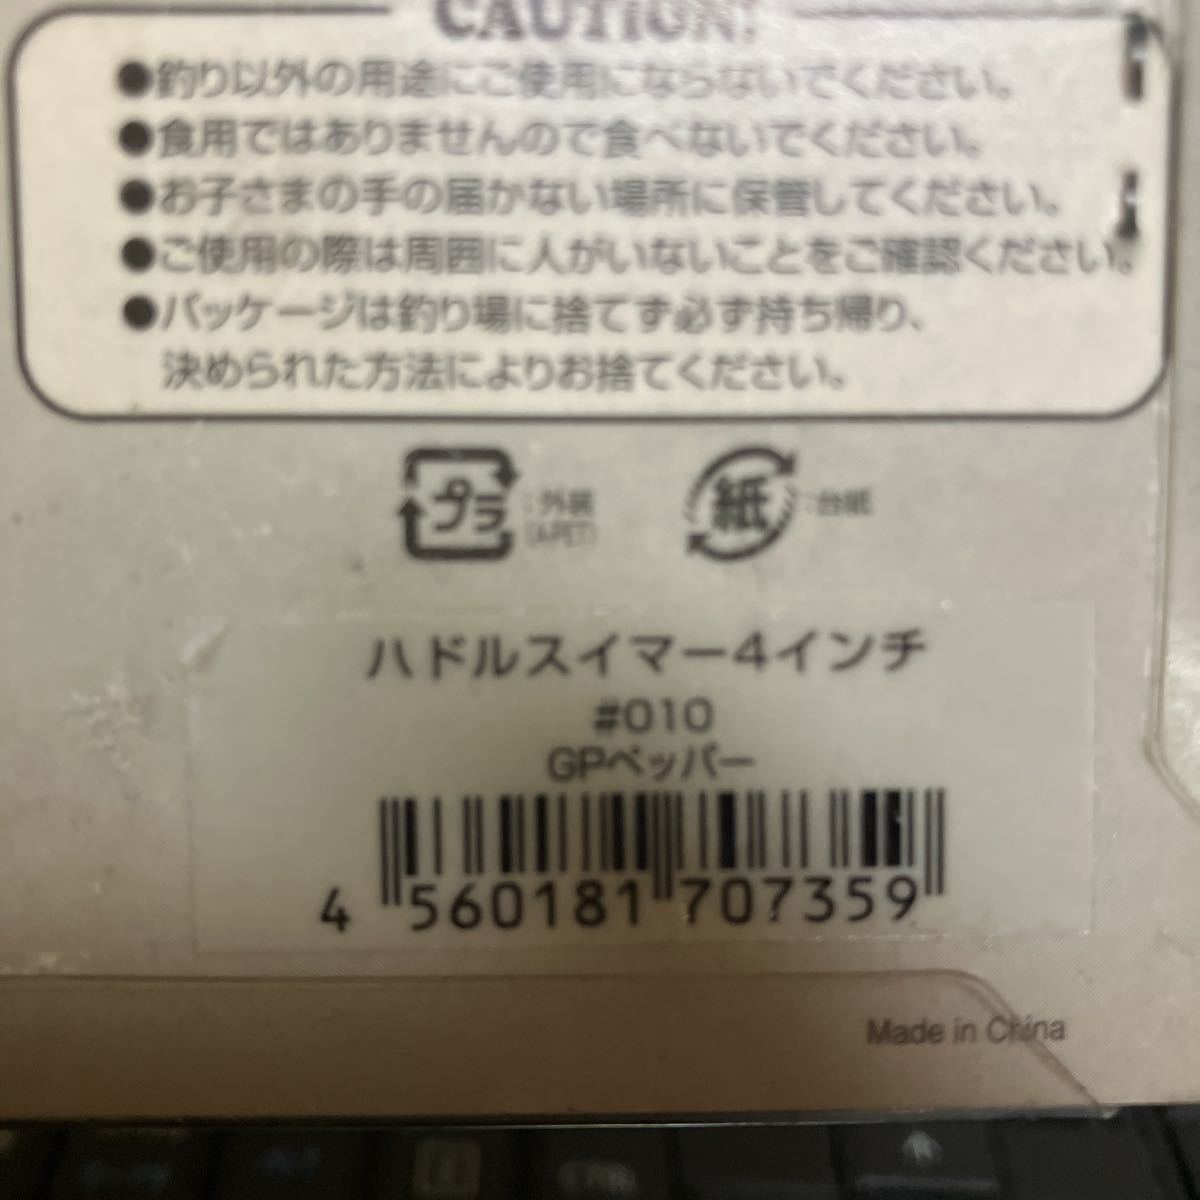 CAUTION!
●釣り以外の用途にご使用にならないでください。
●食用ではありませんので食べないでください。
●お子さまの手の届かない場所に保管してください。
●ご使用の際は周囲に人がいないことをご確認ください。
●パッケージは釣り場に捨てず必ず持ち帰り、
決められた方法によりお捨てください。
プラ :外装
(A-PET)
紙 :台紙
ハドルスイマー4インチ
#010
GPペッパー
4 560181 707359
Made in China